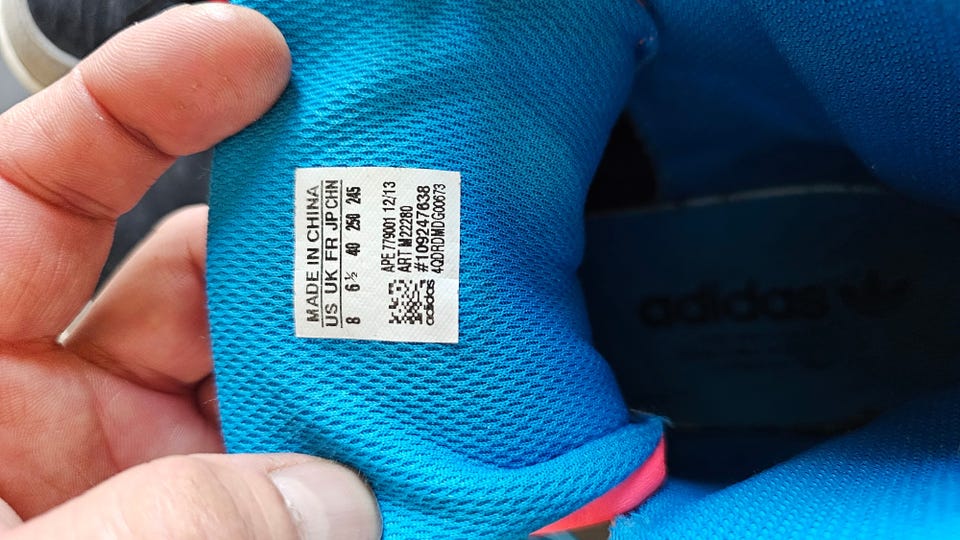 MADE IN CHINA
US UK FR JP CHN
8 6½ 40 250 245
APE 779001 12/13
ART M22280
#109247638
4QDRDMDG00673
adidas
adidas